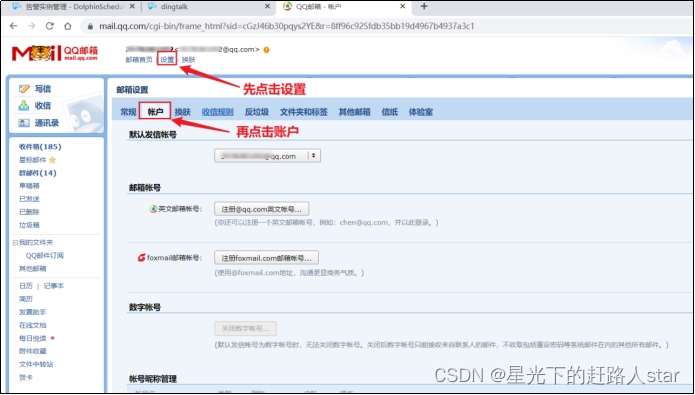 告警实例管理 - DolphinSchedu
dingtalk
QQ邮箱 - 帐户
mail.qq.com/cgi-bin/frame_html?sid=cGzJ46b30pqys2YE&r=8ff96c925fdb35bb19d4967b4937a3c1
Mail QQ邮箱
mail.qq.com
2@qq.com>
邮箱首页 | 设置 - 换肤
先点击设置
写信
收信
通讯录
邮箱设置
常规 帐户 换肤 收信规则 反垃圾 文件夹和标签 其他邮箱 信纸 体验室
再点击账户
收件箱(185)
星标邮件
群邮件(14)
草稿箱
已发送
已删除
垃圾箱
我的文件夹
QQ邮件订阅
其他邮箱
日历 | 记事本
简历
发票助手
在线文档
每日悦读
附件收藏
文件中转站
贺卡
默认发信帐号
@qq.com
邮箱帐号
英文邮箱帐号: 注册@qq.com英文帐号...
(你还可以注册一个英文邮箱帐号，例如: chen@qq.com，并以此登录。)
foxmail邮箱帐号: 注册foxmail.com邮箱帐号...
(使用@foxmail.com地址，沟通更显商务气质。)
数字帐号
关闭数字帐号...
(默认发信帐号为数字帐号时，无法关闭数字帐号。关闭后数字帐号只能接收来自联系人的邮件，不收取包括重设密码等系统邮件在内的其他所有邮件。)
帐号昵称管理
CSDN @星光下的赶路人star